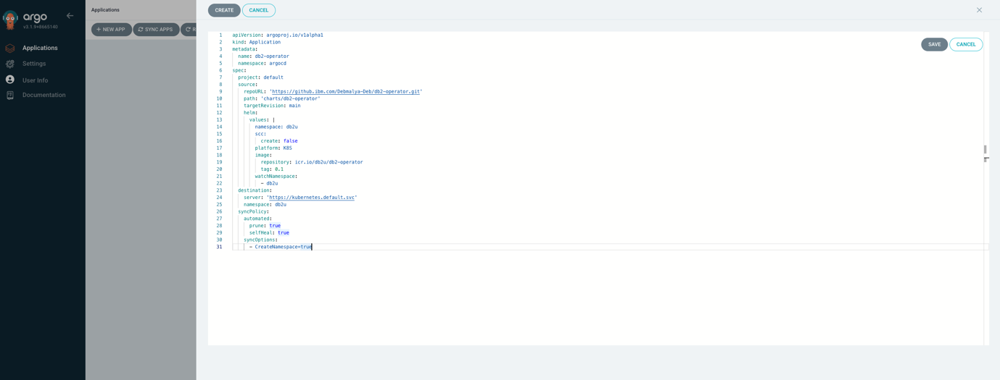 argo
v3.1.9+8665140
Applications
Settings
User Info
Documentation
Applications
+ NEW APP
SYNC APPS
R
CREATE
CANCEL
SAVE
CANCEL
1 apiVersion: argoproj.io/v1alpha1
2 kind: Application
3 metadata:
4 name: db2-operator
5 namespace: argocd
6 spec:
7 project: default
8 source:
9 repoURL: 'https://github.ibm.com/Debmalya-Deb/db2-operator.git'
10 path: 'charts/db2-operator'
11 targetRevision: main
12 helm:
13 values: |
14 namespace: db2u
15 scc:
16 create: false
17 platform: K8S
18 image:
19 repository: icr.io/db2u/db2-operator
20 tag: 0.1
21 watchNamespace:
22 - db2u
23 destination:
24 server: 'https://kubernetes.default.svc'
25 namespace: db2u
26 syncPolicy:
27 automated:
28 prune: true
29 selfHeal: true
30 syncOptions:
31 - CreateNamespace=true